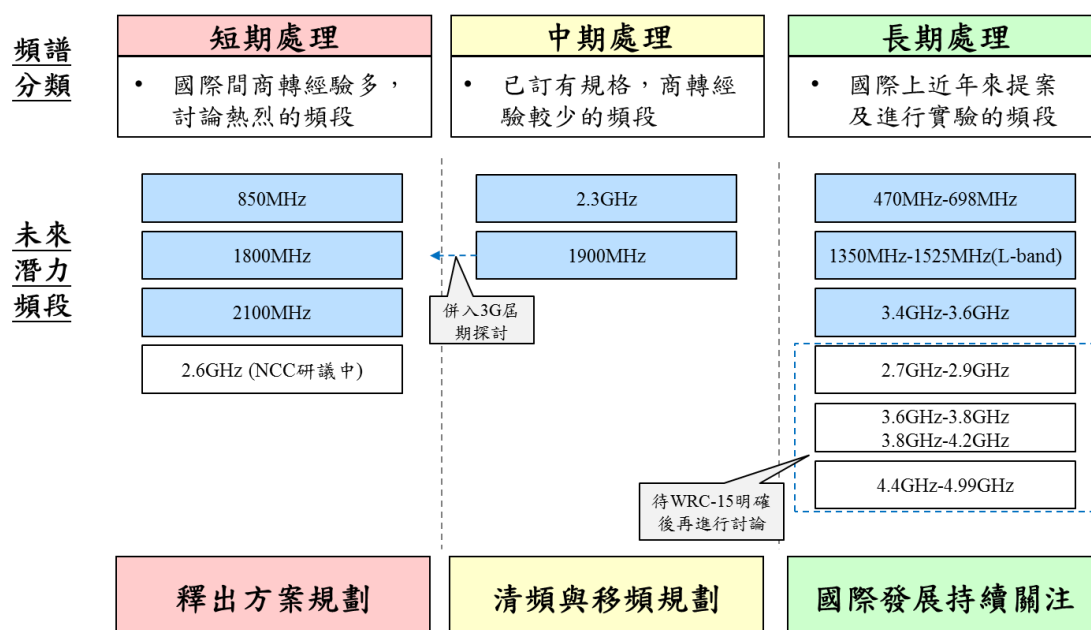 頻譜
分類
短期處理
• 國際間商轉經驗多，
討論熱烈的頻段
中期處理
• 已訂有規格，商轉經
驗較少的頻段
長期處理
• 國際上近年來提案
及進行實驗的頻段
未來
潛力
頻段
850MHz
1800MHz
2100MHz
2.6GHz (NCC研議中)
2.3GHz
1900MHz
併入3G屆
期探討
470MHz-698MHz
1350MHz-1525MHz(L-band)
3.4GHz-3.6GHz
2.7GHz-2.9GHz
3.6GHz-3.8GHz
3.8GHz-4.2GHz
4.4GHz-4.99GHz
待WRC-15明確
後再進行討論
釋出方案規劃
清頻與移頻規劃
國際發展持續關注